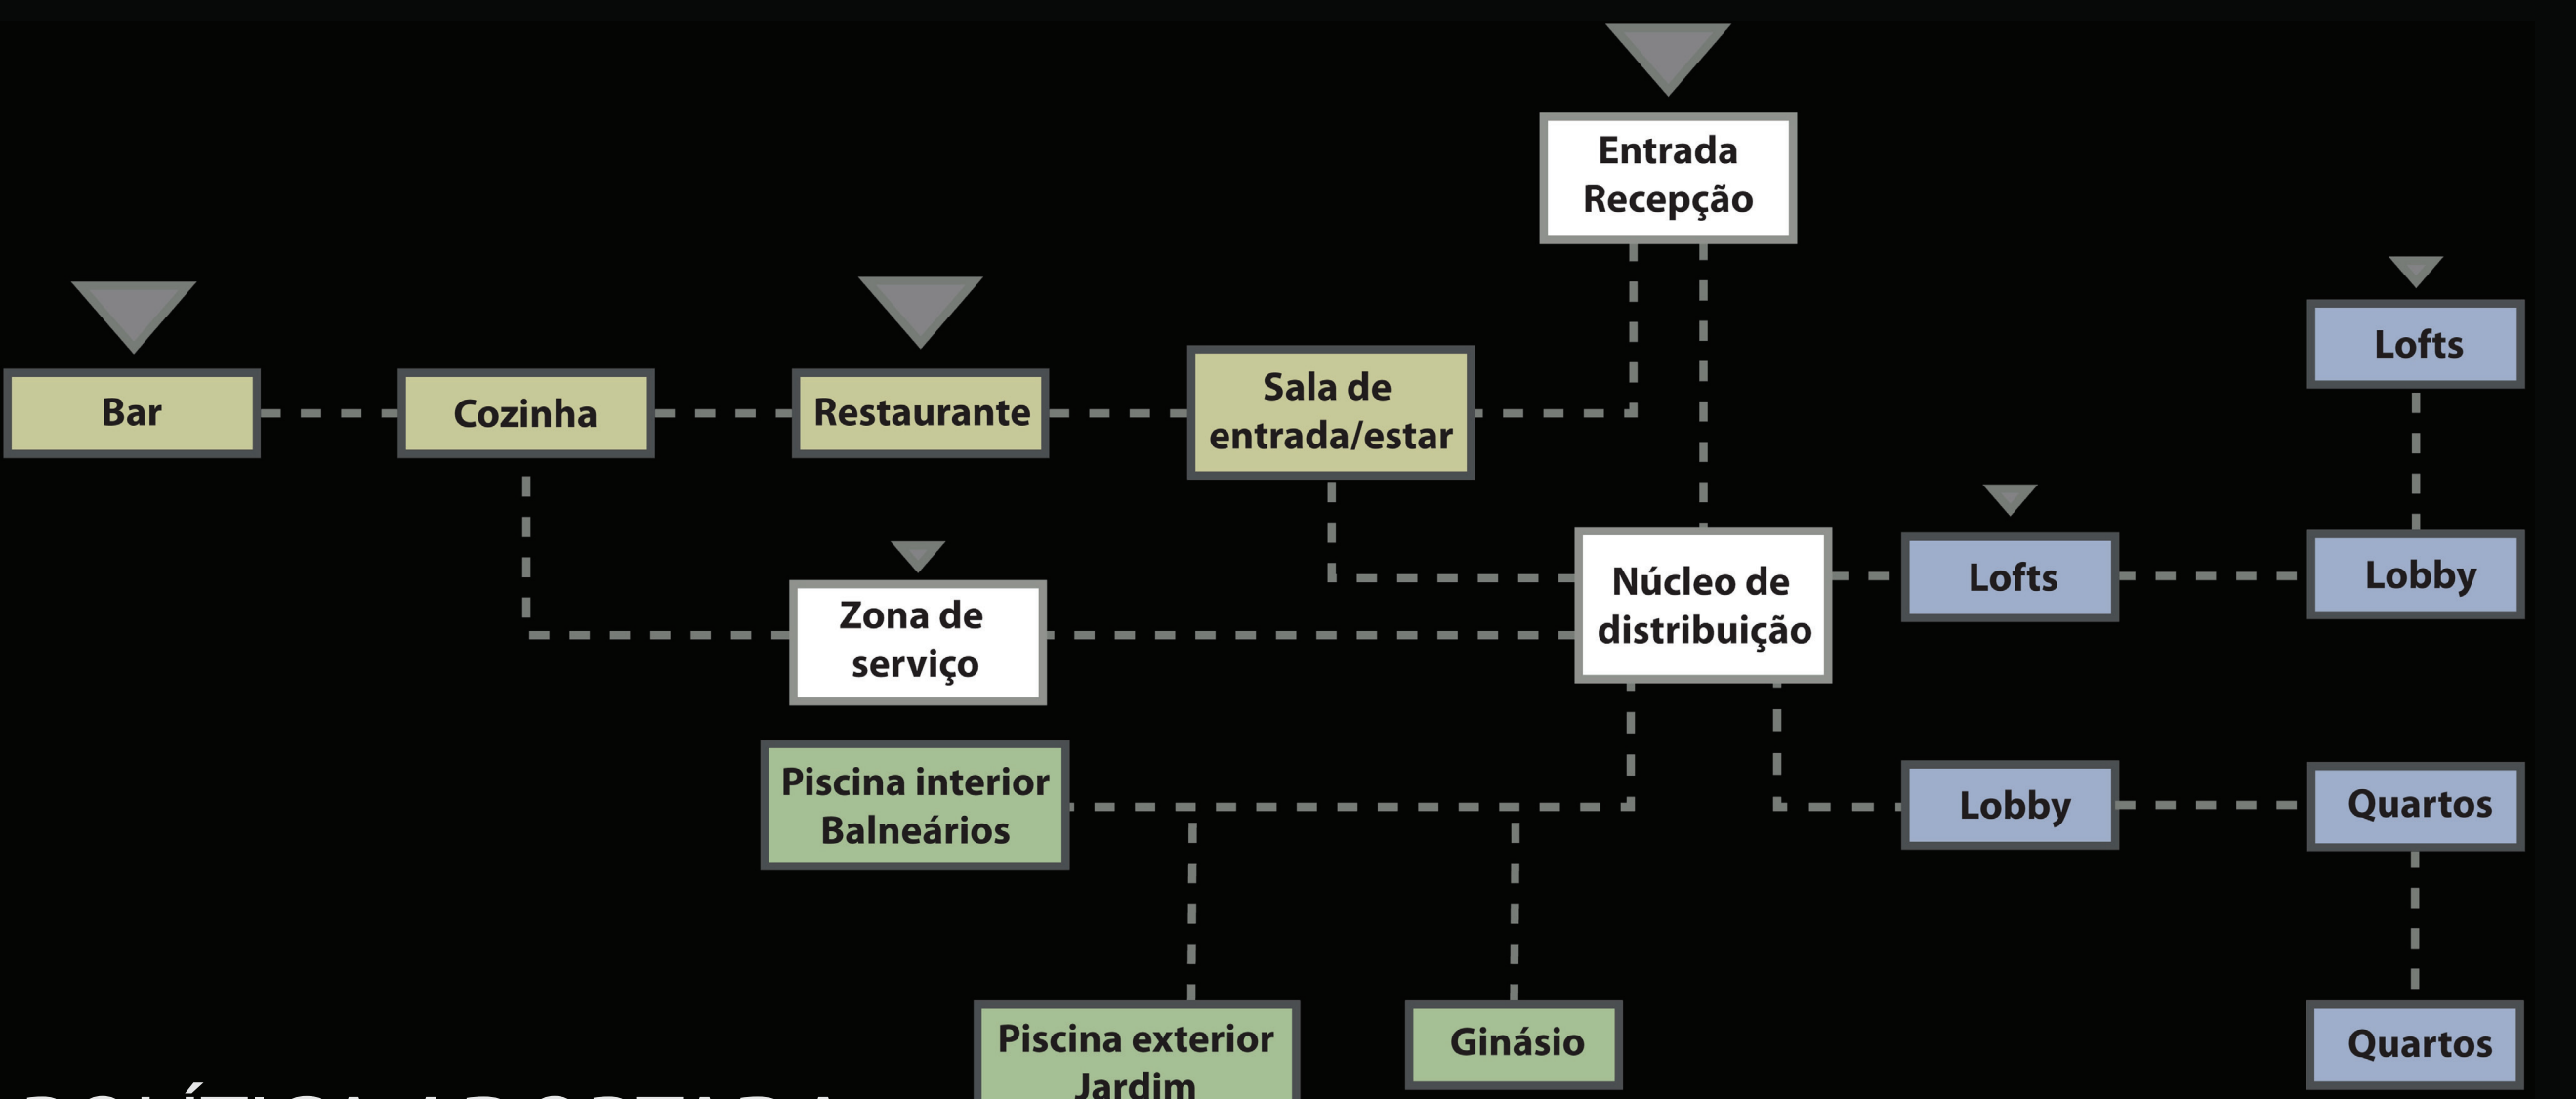 Entrada
Recepção
Lofts
Bar
Cozinha
Restaurante
Sala de
entrada/estar
Núcleo de
distribuição
Lofts
Lobby
Zona de
serviço
Piscina interior
Balneários
Lobby
Quartos
Piscina exterior
Jardim
Ginásio
Quartos